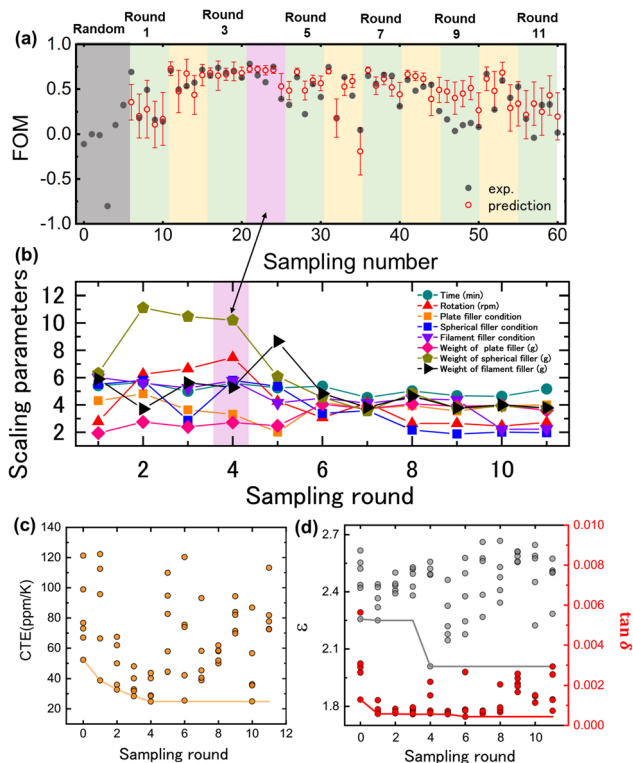 Round Round Round Round Round Round
(a) Random 1 3 5 7 9 11
1.0
0.5
0.0
-0.5
-1.0
FOM
exp.
prediction
0 10 20 30 40 50 60
Sampling number
(b)
12
10
8
6
4
2
Scaling parameters
Time (min)
Rotation (rpm)
Plate filler condition
Spherical filler condition
Filament filler condition
Weight of plate filler (g)
Weight of spherical filler (g)
Weight of filament filler (g)
2 4 6 8 10
Sampling round
(c)
140
120
100
80
60
40
20
CTE(ppm/K)
0 2 4 6 8 10 12
Sampling round
(d)
2.7
2.4
2.1
1.8
ε
0.010
0.008
0.006
0.004
0.002
0.000
tan δ
0 2 4 6 8 10
Sampling round